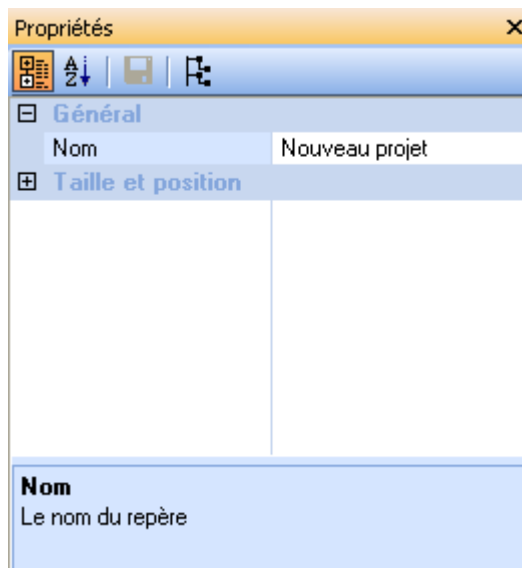 Propriétés
A
Z
Général
Nom Nouveau projet
Taille et position
Nom
Le nom du repère